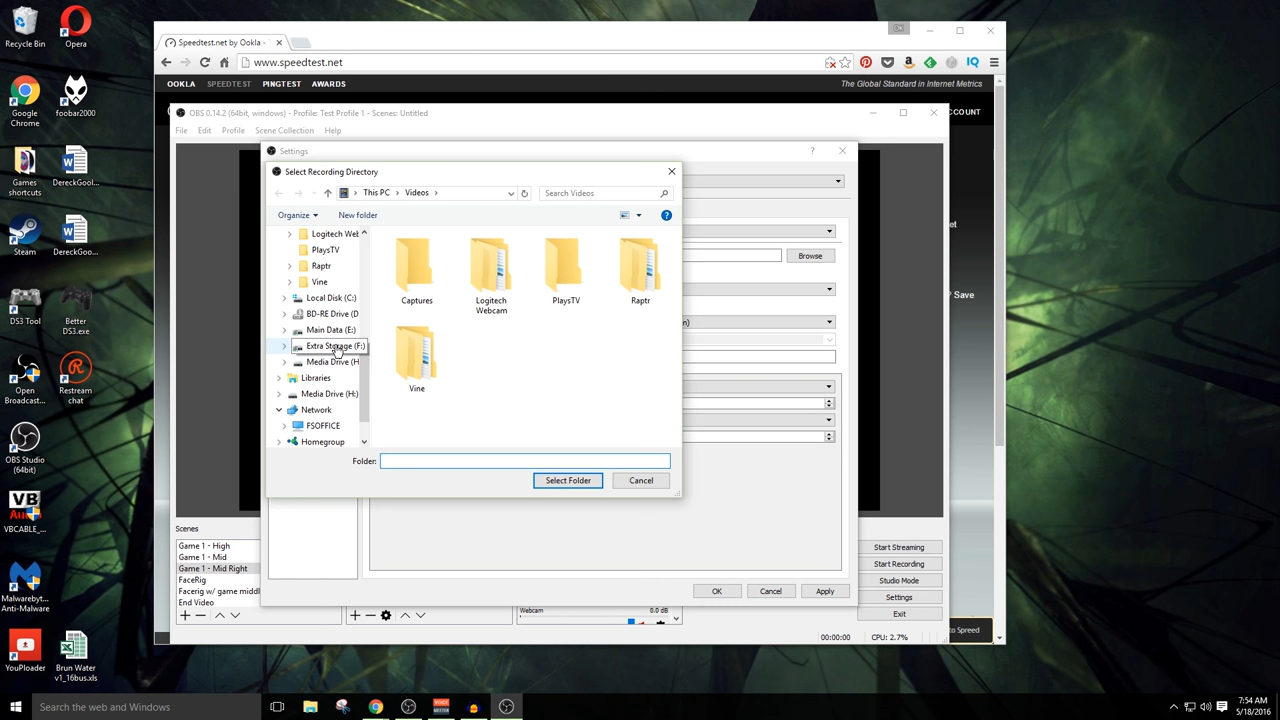 Recycle Bin
Opera
Google Chrome
foobar2000
Games shortcuts
DereckGool...
Steam
DereckGoo...
DS3 Tool
Better DS3.exe
Open Broadcast...
Restream chat
OBS Studio (64bit)
VBCABLE_...
Malwarebyt... Anti-Malware
YouPloader
Brun Water v1_16bus.xls
OK
Speedtest.net by Ookla -
www.speedtest.net
OOKLA SPEEDTEST PINGTEST AWARDS
The Global Standard in Internet Metrics
CCOUNT
OBS 0.14.2 (64bit, windows) - Profile: Test Profile 1 - Scenes: Untitled
File Edit Profile Scene Collection Help
Settings
Select Recording Directory
This PC > Videos >
Search Videos
Organize
New folder
Logitech Web
PlaysTV
Raptr
Vine
Local Disk (C:)
BD-RE Drive (D
Main Data (E:)
Extra Storage (F:)
Media Drive (H
Libraries
Media Drive (H:)
Network
FSOFFICE
Homegroup
Captures
Logitech Webcam
PlaysTV
Raptr
Vine
Folder:
Select Folder
Cancel
Browse
n)
et
/ Save
OK
Cancel
Apply
Scenes
Game 1 - High
Game 1 - Mid
Game 1 - Mid Right
FaceRig
Facerig w/ game middl
End Video
Webcam
0.0 dB
Start Streaming
Start Recording
Studio Mode
Settings
Exit
to Spreed
00:00:00
CPU: 2.7%
Search the web and Windows
7:54 AM
5/18/2016